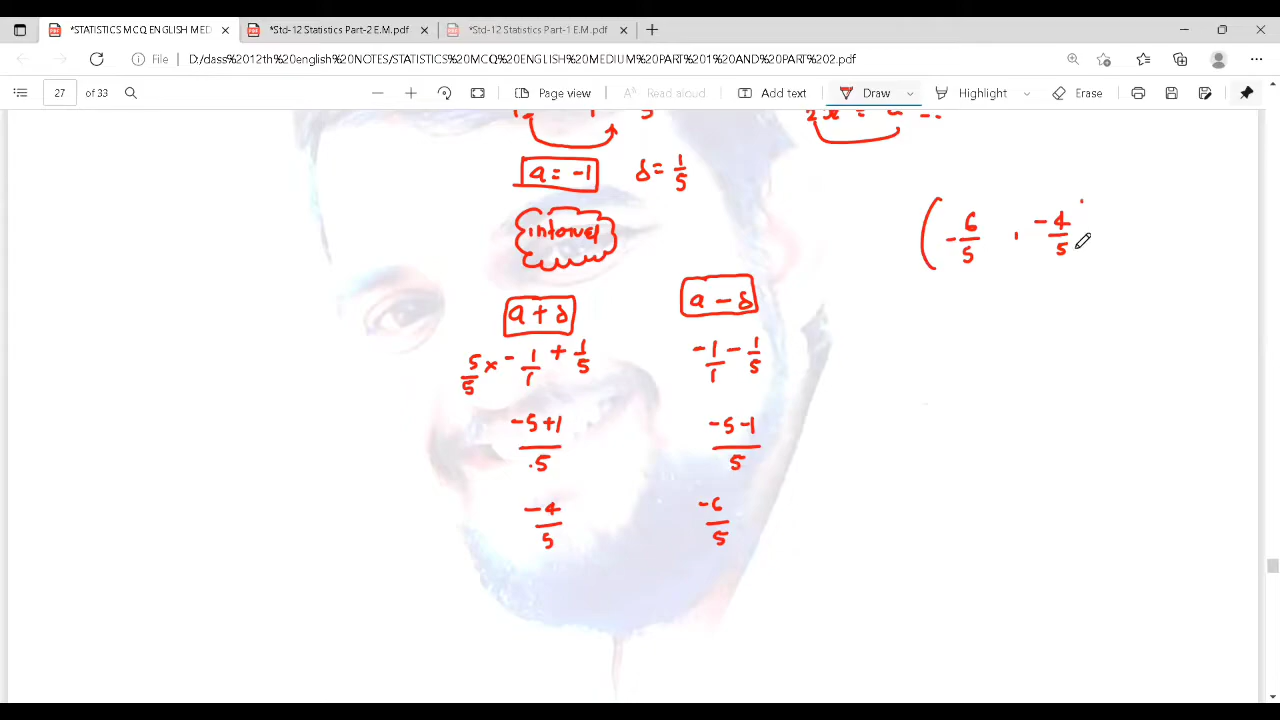 *STATISTICS MCQ ENGLISH MED
*Std-12 Statistics Part-2 E.M.pdf
*Std-12 Statistics Part-1 E.M.pdf
File
D:/class%2012th%20english%20NOTES/STATISTICS%20MCQ%20ENGLISH%20MEDIUM%20PART%201%20AND%20PART%202.pdf
27 of 33
Page view
Read aloud
Add text
Draw
Highlight
Erase
a = -1 δ = 1/5
interval
(-6/5 , -4/5
a + δ
a - δ
5/5 x -1/1 + 1/5
-1/1 - 1/5
-5+1/5
-5-1/5
-4/5
-6/5